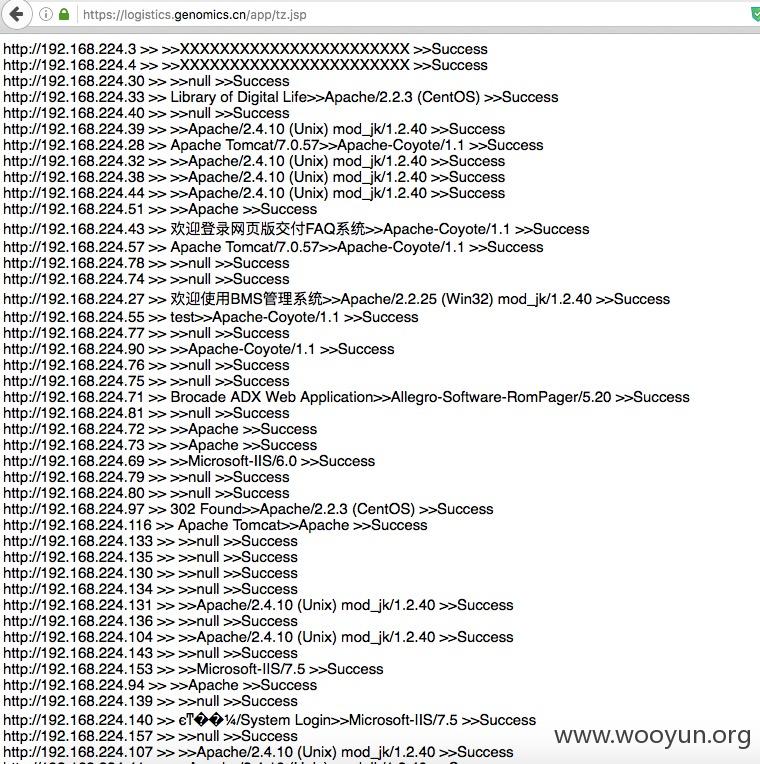 https://logistics.genomics.cn/app/tz.jsp
http://192.168.224.3 >> >>XXXXXXXXXXXXXXXXXXXXXXX >>Success
http://192.168.224.4 >> >>XXXXXXXXXXXXXXXXXXXXXXX >>Success
http://192.168.224.30 >> >>null >>Success
http://192.168.224.33 >> Library of Digital Life>>Apache/2.2.3 (CentOS) >>Success
http://192.168.224.40 >> >>null >>Success
http://192.168.224.39 >> >>Apache/2.4.10 (Unix) mod_jk/1.2.40 >>Success
http://192.168.224.28 >> Apache Tomcat/7.0.57>>Apache-Coyote/1.1 >>Success
http://192.168.224.32 >> >>Apache/2.4.10 (Unix) mod_jk/1.2.40 >>Success
http://192.168.224.38 >> >>Apache/2.4.10 (Unix) mod_jk/1.2.40 >>Success
http://192.168.224.44 >> >>Apache/2.4.10 (Unix) mod_jk/1.2.40 >>Success
http://192.168.224.51 >> >>Apache >>Success
http://192.168.224.43 >> 欢迎登录网页版交付FAQ系统>>Apache-Coyote/1.1 >>Success
http://192.168.224.57 >> Apache Tomcat/7.0.57>>Apache-Coyote/1.1 >>Success
http://192.168.224.78 >> >>null >>Success
http://192.168.224.74 >> >>null >>Success
http://192.168.224.27 >> 欢迎使用BMS管理系统>>Apache/2.2.25 (Win32) mod_jk/1.2.40 >>Success
http://192.168.224.55 >> test>>Apache-Coyote/1.1 >>Success
http://192.168.224.77 >> >>null >>Success
http://192.168.224.90 >> >>Apache-Coyote/1.1 >>Success
http://192.168.224.76 >> >>null >>Success
http://192.168.224.75 >> >>null >>Success
http://192.168.224.71 >> Brocade ADX Web Application>>Allegro-Software-RomPager/5.20 >>Success
http://192.168.224.81 >> >>null >>Success
http://192.168.224.72 >> >>Apache >>Success
http://192.168.224.73 >> >>Apache >>Success
http://192.168.224.69 >> >>Microsoft-IIS/6.0 >>Success
http://192.168.224.79 >> >>null >>Success
http://192.168.224.80 >> >>null >>Success
http://192.168.224.97 >> 302 Found>>Apache/2.2.3 (CentOS) >>Success
http://192.168.224.116 >> Apache Tomcat>>Apache >>Success
http://192.168.224.133 >> >>null >>Success
http://192.168.224.135 >> >>null >>Success
http://192.168.224.130 >> >>null >>Success
http://192.168.224.134 >> >>null >>Success
http://192.168.224.131 >> >>Apache/2.4.10 (Unix) mod_jk/1.2.40 >>Success
http://192.168.224.136 >> >>null >>Success
http://192.168.224.104 >> >>Apache/2.4.10 (Unix) mod_jk/1.2.40 >>Success
http://192.168.224.143 >> >>null >>Success
http://192.168.224.153 >> >>Microsoft-IIS/7.5 >>Success
http://192.168.224.94 >> >>Apache >>Success
http://192.168.224.139 >> >>null >>Success
http://192.168.224.140 >> /System Login>>Microsoft-IIS/7.5 >>Success
http://192.168.224.157 >> >>null >>Success
http://192.168.224.107 >> >>Apache/2.4.10 (Unix) mod_jk/1.2.40 >>Success
www.wooyun.org